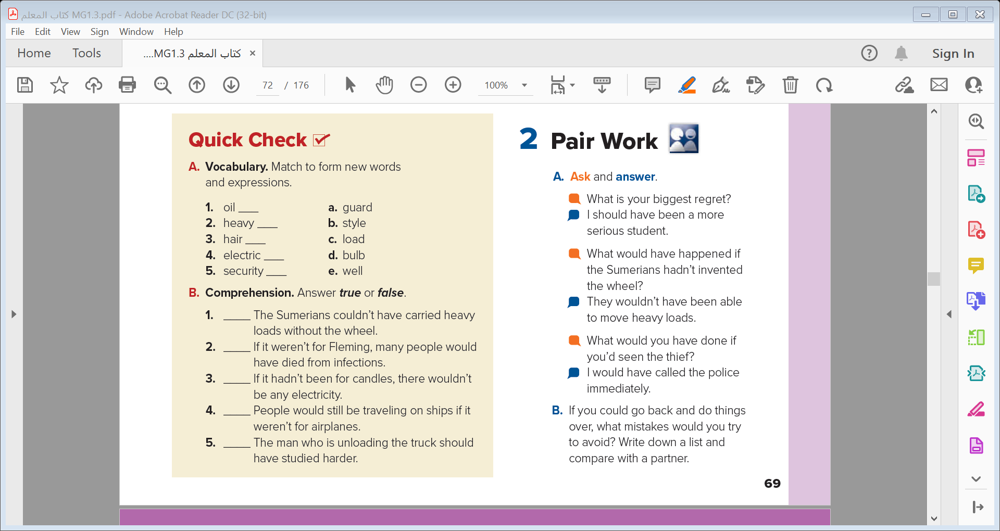 كتاب المعلم MG1.3.pdf - Adobe Acrobat Reader DC (32-bit)
File Edit View Sign Window Help
Home Tools كتاب المعلم MG1.3.... × Sign In
72 / 176 100%
Quick Check
A. Vocabulary. Match to form new words
and expressions.
1. oil ___ a. guard
2. heavy ___ b. style
3. hair ___ c. load
4. electric ___ d. bulb
5. security ___ e. well
B. Comprehension. Answer true or false.
1. ____ The Sumerians couldn’t have carried heavy
loads without the wheel.
2. ____ If it weren’t for Fleming, many people would
have died from infections.
3. ____ If it hadn’t been for candles, there wouldn’t
be any electricity.
4. ____ People would still be traveling on ships if it
weren’t for airplanes.
5. ____ The man who is unloading the truck should
have studied harder.
2 Pair Work
A. Ask and answer.
What is your biggest regret?
I should have been a more
serious student.
What would have happened if
the Sumerians hadn’t invented
the wheel?
They wouldn’t have been able
to move heavy loads.
What would you have done if
you’d seen the thief?
I would have called the police
immediately.
B. If you could go back and do things
over, what mistakes would you try
to avoid? Write down a list and
compare with a partner.
69